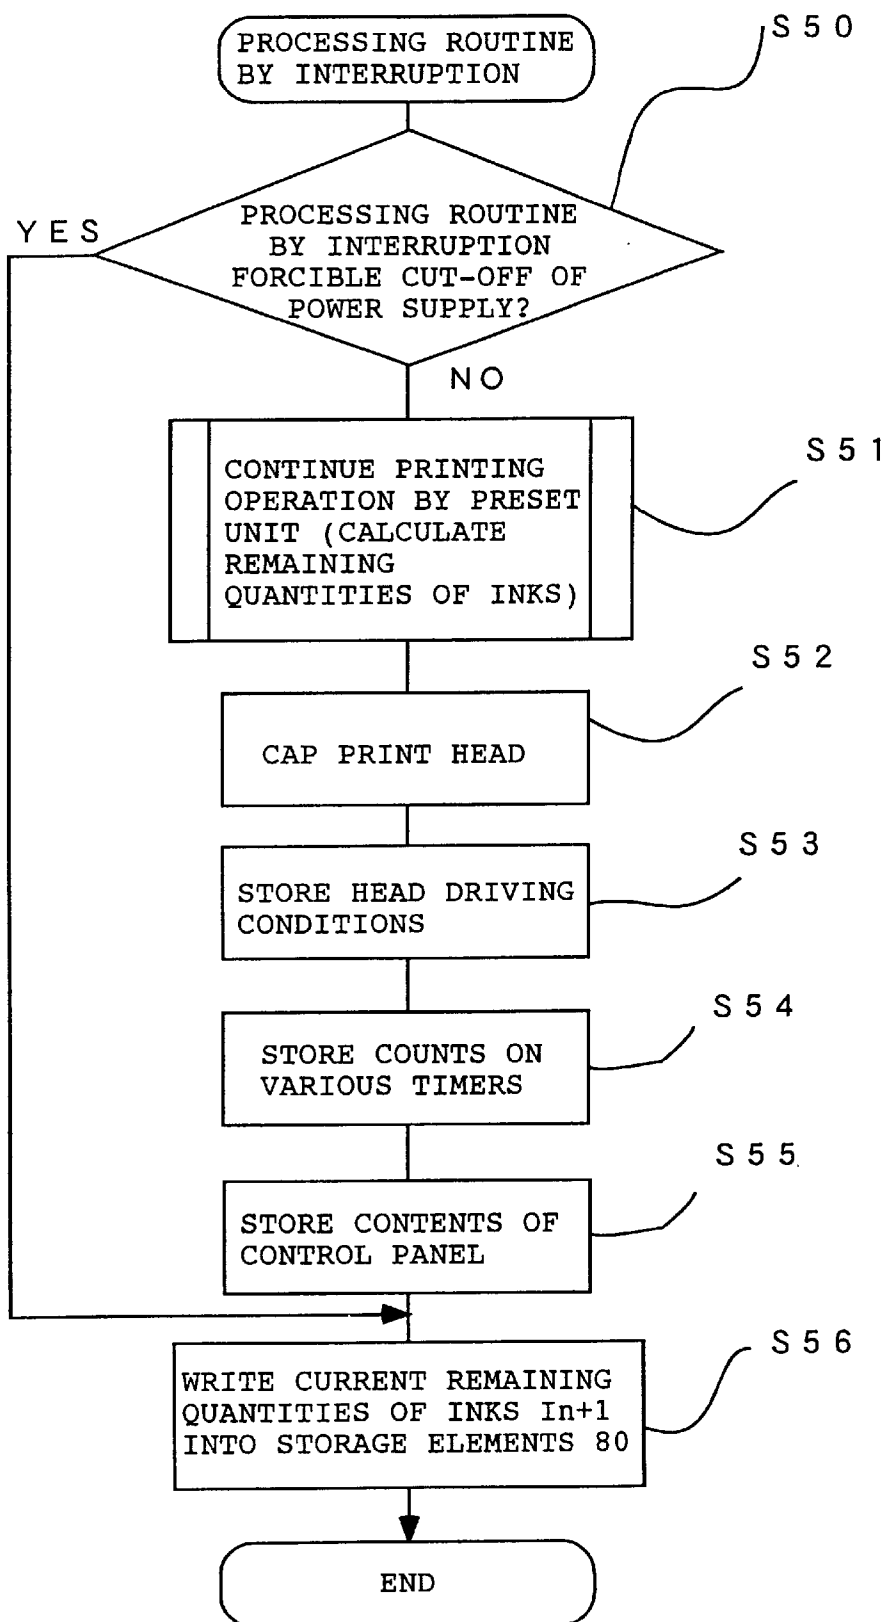 PROCESSING ROUTINE
BY INTERRUPTION
S50
PROCESSING ROUTINE
BY INTERRUPTION
FORCIBLE CUT-OFF OF
POWER SUPPLY?
YES
NO
CONTINUE PRINTING
OPERATION BY PRESET
UNIT (CALCULATE
REMAINING
QUANTITIES OF INKS)
S51
CAP PRINT HEAD
S52
STORE HEAD DRIVING
CONDITIONS
S53
STORE COUNTS ON
VARIOUS TIMERS
S54
STORE CONTENTS OF
CONTROL PANEL
S55
WRITE CURRENT REMAINING
QUANTITIES OF INKS In+1
INTO STORAGE ELEMENTS 80
S56
END